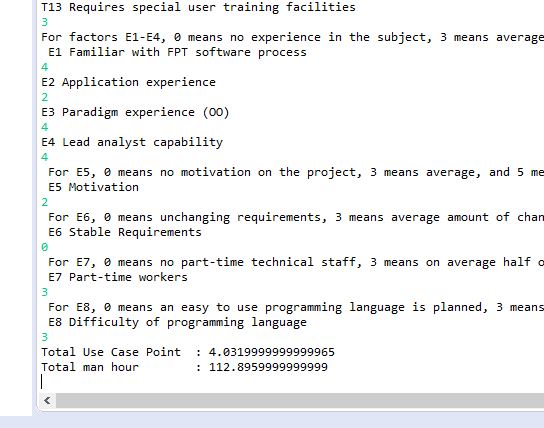 T13 Requires special user training facilities
3
For factors E1-E4, 0 means no experience in the subject, 3 means average
E1 Familiar with FPT software process
4
E2 Application experience
2
E3 Paradigm experience (OO)
4
E4 Lead analyst capability
4
For E5, 0 means no motivation on the project, 3 means average, and 5 me
E5 Motivation
2
For E6, 0 means unchanging requirements, 3 means average amount of chan
E6 Stable Requirements
0
For E7, 0 means no part-time technical staff, 3 means on average half o
E7 Part-time workers
3
For E8, 0 means an easy to use programming language is planned, 3 means
E8 Difficulty of programming language
3
Total Use Case Point  : 4.0319999999999965
Total man hour        : 112.8959999999999